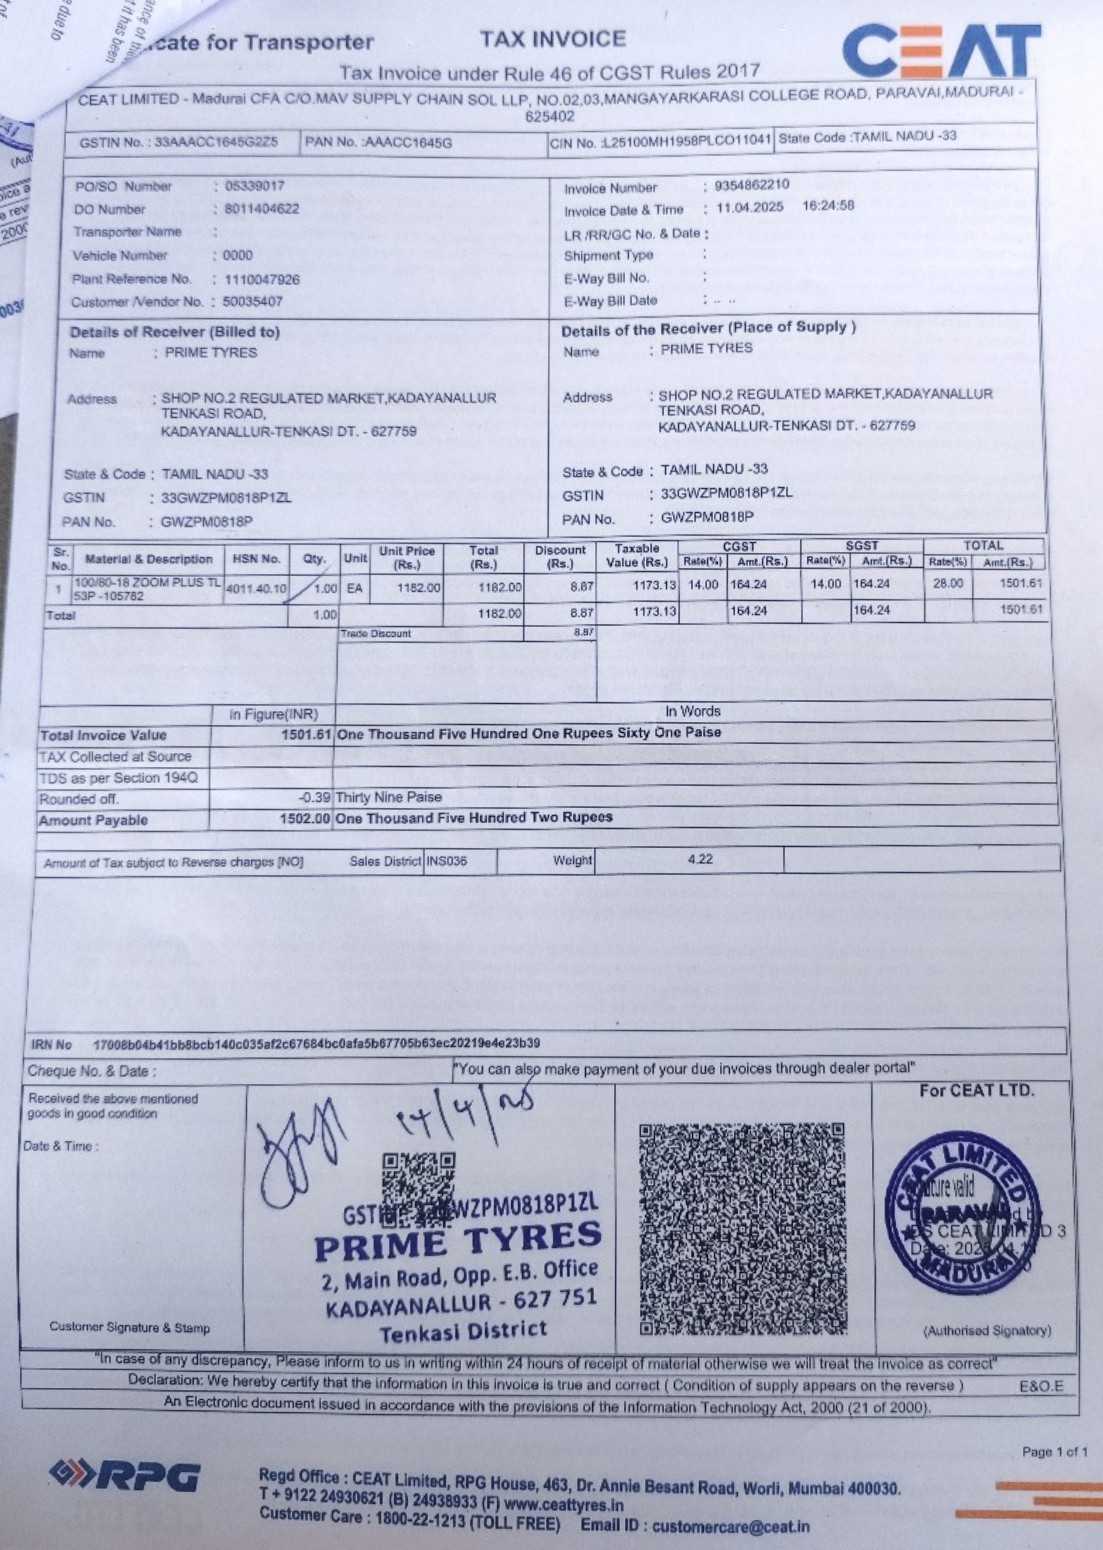 due to
it has been
cate for Transporter
TAX INVOICE
CEAT
Tax Invoice under Rule 46 of CGST Rules 2017
CEAT LIMITED - Madurai CFA C/O.MAV SUPPLY CHAIN SOL LLP, NO.02,03,MANGAYARKARASI COLLEGE ROAD, PARAVAI,MADURAI -
625402
GSTIN No. : 33AAACC1645G2Z5 PAN No. :AAACC1645G CIN No. :L25100MH1958PLCO11041 State Code :TAMIL NADU -33
PO/SO Number : 05339017
DO Number : 8011404622
Transporter Name :
Vehicle Number : 0000
Plant Reference No. : 1110047926
Customer /Vendor No. : 50035407
Invoice Number : 9354862210
Invoice Date & Time : 11.04.2025 16:24:58
LR /RR/GC No. & Date :
Shipment Type :
E-Way Bill No. :
E-Way Bill Date : .. ..
Details of Receiver (Billed to)
Name : PRIME TYRES
Address : SHOP NO.2 REGULATED MARKET,KADAYANALLUR
TENKASI ROAD,
KADAYANALLUR-TENKASI DT. - 627759
State & Code : TAMIL NADU -33
GSTIN : 33GWZPM0818P1ZL
PAN No. : GWZPM0818P
Details of the Receiver (Place of Supply )
Name : PRIME TYRES
Address : SHOP NO.2 REGULATED MARKET,KADAYANALLUR
TENKASI ROAD,
KADAYANALLUR-TENKASI DT. - 627759
State & Code : TAMIL NADU -33
GSTIN : 33GWZPM0818P1ZL
PAN No. : GWZPM0818P
Sr. No. Material & Description HSN No. Qty. Unit Unit Price (Rs.) Total (Rs.) Discount (Rs.) Taxable Value (Rs.) CGST Rate(%) Amt.(Rs.) SGST Rate(%) Amt.(Rs.) TOTAL Rate(%) Amt.(Rs.)
1 100/80-18 ZOOM PLUS TL 53P -105782 4011.40.10 1.00 EA 1182.00 1182.00 8.87 1173.13 14.00 164.24 14.00 164.24 28.00 1501.61
Total 1.00 1182.00 8.87 1173.13 164.24 164.24 1501.61
Trade Discount 8.87
In Figure(INR) In Words
Total Invoice Value 1501.61 One Thousand Five Hundred One Rupees Sixty One Paise
TAX Collected at Source
TDS as per Section 194Q
Rounded off. -0.39 Thirty Nine Paise
Amount Payable 1502.00 One Thousand Five Hundred Two Rupees
Amount of Tax subject to Reverse charges [NO] Sales District INS036 Weight 4.22
IRN No 17008b04b41bb8bcb140c035af2c67684bc0afa5b67705b63ec20219e4e23b39
Cheque No. & Date : "You can also make payment of your due invoices through dealer portal"
Received the above mentioned
goods in good condition
Date & Time :
14/4/25
GSTIN WZPM0818P1ZL
PRIME TYRES
2, Main Road, Opp. E.B. Office
KADAYANALLUR - 627 751
Tenkasi District
Customer Signature & Stamp
For CEAT LTD.
CEAT LIMITED
PARAVAI
MADURAI
DS CEAT LIMITED 3
(Authorised Signatory)
"In case of any discrepancy, Please inform to us in writing within 24 hours of receipt of material otherwise we will treat the invoice as correct"
Declaration: We hereby certify that the information in this invoice is true and correct ( Condition of supply appears on the reverse ) E&O.E
An Electronic document issued in accordance with the provisions of the Information Technology Act, 2000 (21 of 2000).
Page 1 of 1
RPG
Regd Office : CEAT Limited, RPG House, 463, Dr. Annie Besant Road, Worli, Mumbai 400030.
T + 9122 24930621 (B) 24938933 (F) www.ceattyres.in
Customer Care : 1800-22-1213 (TOLL FREE) Email ID : customercare@ceat.in